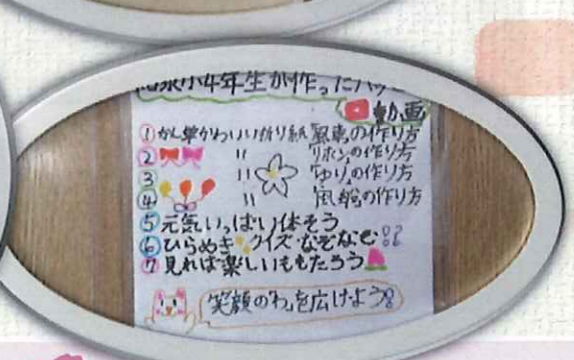 小4年生が作ったハッ
動画
①かん単かわいい折り紙「風車」の作り方
② 〃 「リボン」の作り方
③ 〃 「ゆり」の作り方
④ 〃 「風船」の作り方
⑤元気いっぱい体そう
⑥ひらめきクイズなぞなぞ!?
⑦見れば楽しいももたろう
笑顔の「わ」を広げよう!